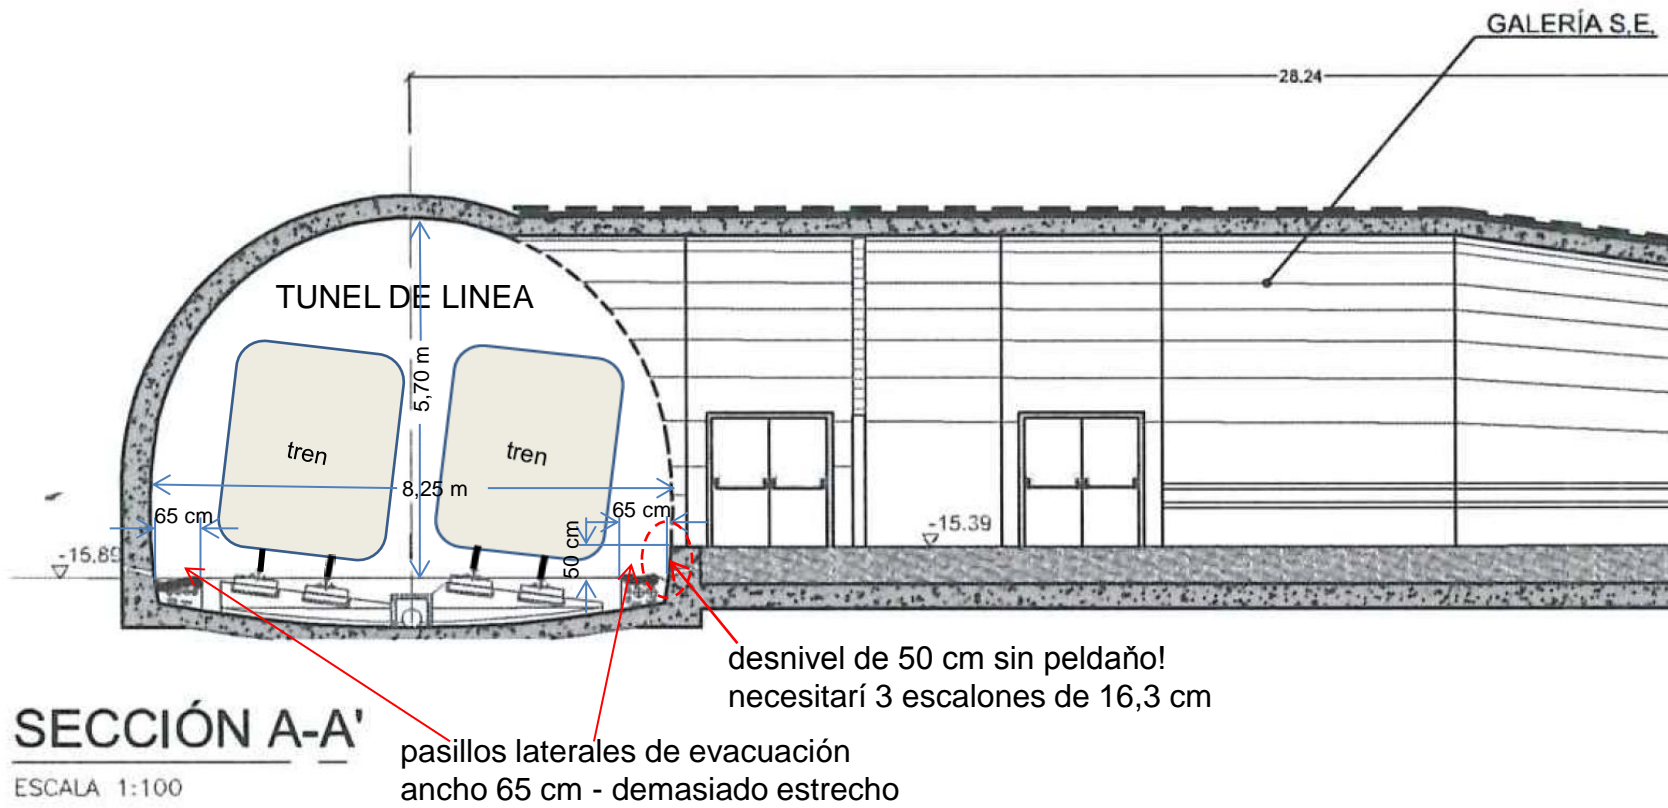 GALERÍA S.E.
28.24
TUNEL DE LINEA
5,70 m
tren
tren
8,25 m
65 cm
65 cm
50 cm
-15.39
-15.89
desnivel de 50 cm sin peldaño!
necesitarí 3 escalones de 16,3 cm
SECCIÓN A-A'
pasillos laterales de evacuación
ancho 65 cm - demasiado estrecho
ESCALA 1:100